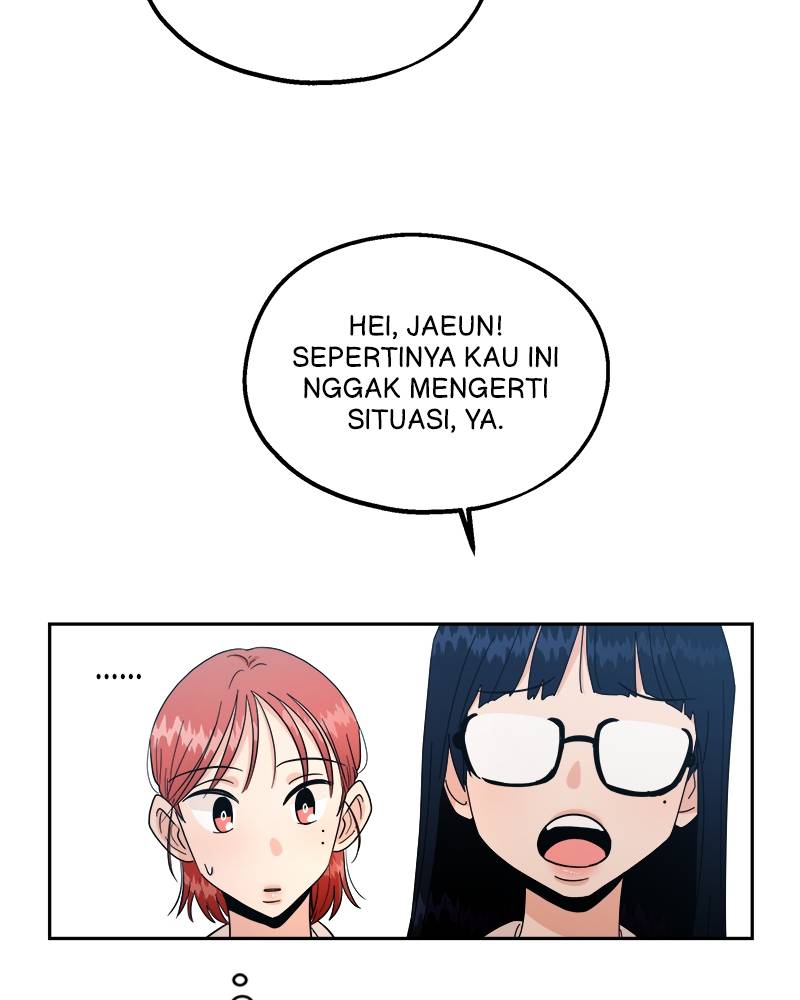 HEI, JAEUN!
SEPERTINYA KAU INI
NGGAK MENGERTI
SITUASI, YA.
......